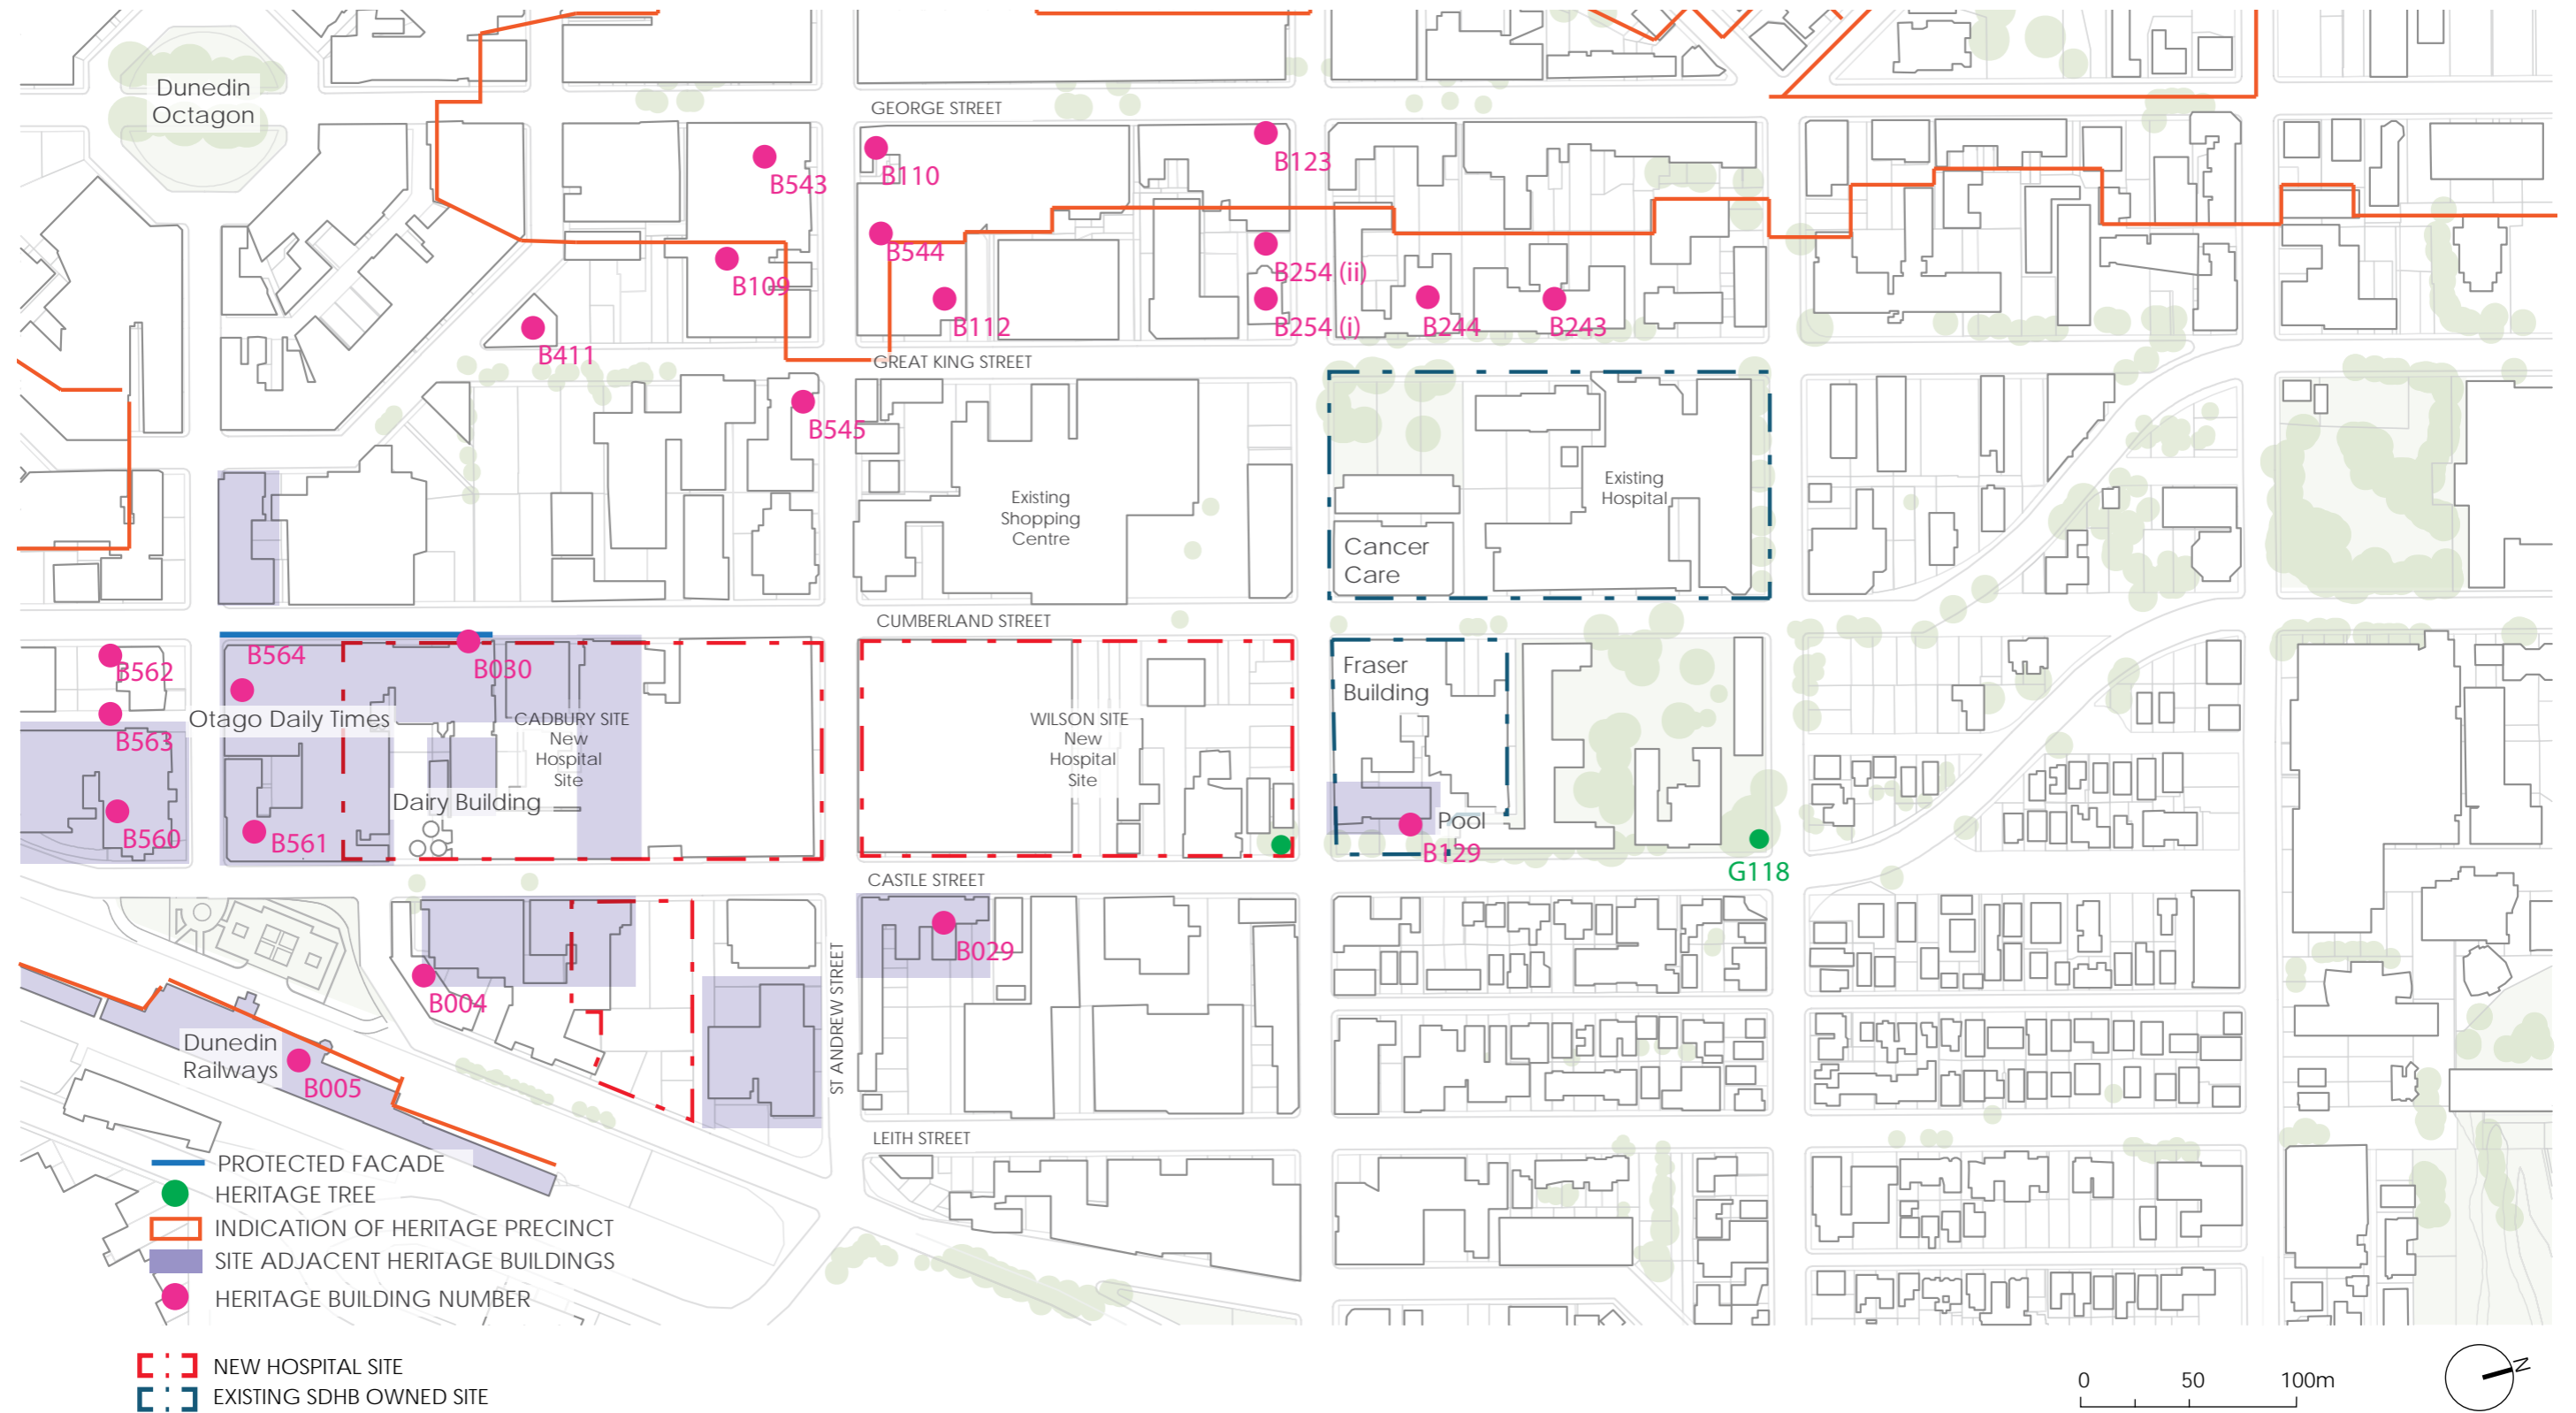 Dunedin
Octagon
GEORGE STREET
B543
B110
B123
B544
B109
B254 (ii)
B112
B254 (i)
B244
B243
B411
GREAT KING STREET
B545
Existing
Shopping
Centre
Existing
Hospital
Cancer
Care
CUMBERLAND STREET
B562
B564
B030
Fraser
Building
Otago Daily Times
B563
CADBURY SITE
New
Hospital
Site
WILSON SITE
New
Hospital
Site
Dairy Building
B560
B561
Pool
B129
G118
CASTLE STREET
B029
B004
ST ANDREW STREET
Dunedin
Railways
B005
LEITH STREET
PROTECTED FACADE
HERITAGE TREE
INDICATION OF HERITAGE PRECINCT
SITE ADJACENT HERITAGE BUILDINGS
HERITAGE BUILDING NUMBER
NEW HOSPITAL SITE
EXISTING SDHB OWNED SITE
0 50 100m
N